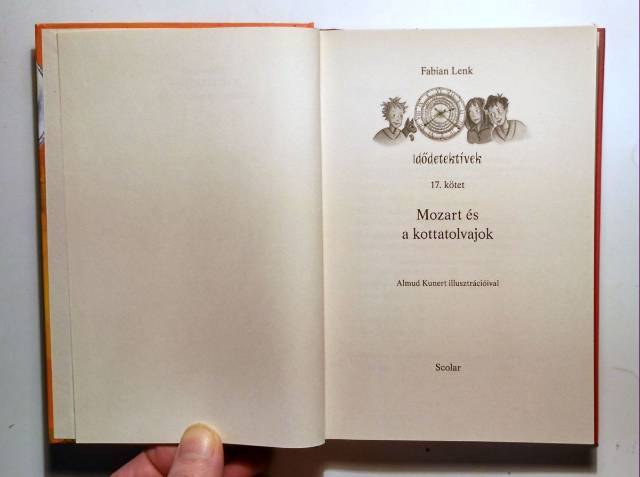 Fabian Lenk
Idődetektívek
17. kötet
Mozart és
a kottatolvajok
Almud Kunert illusztrációival
Scolar